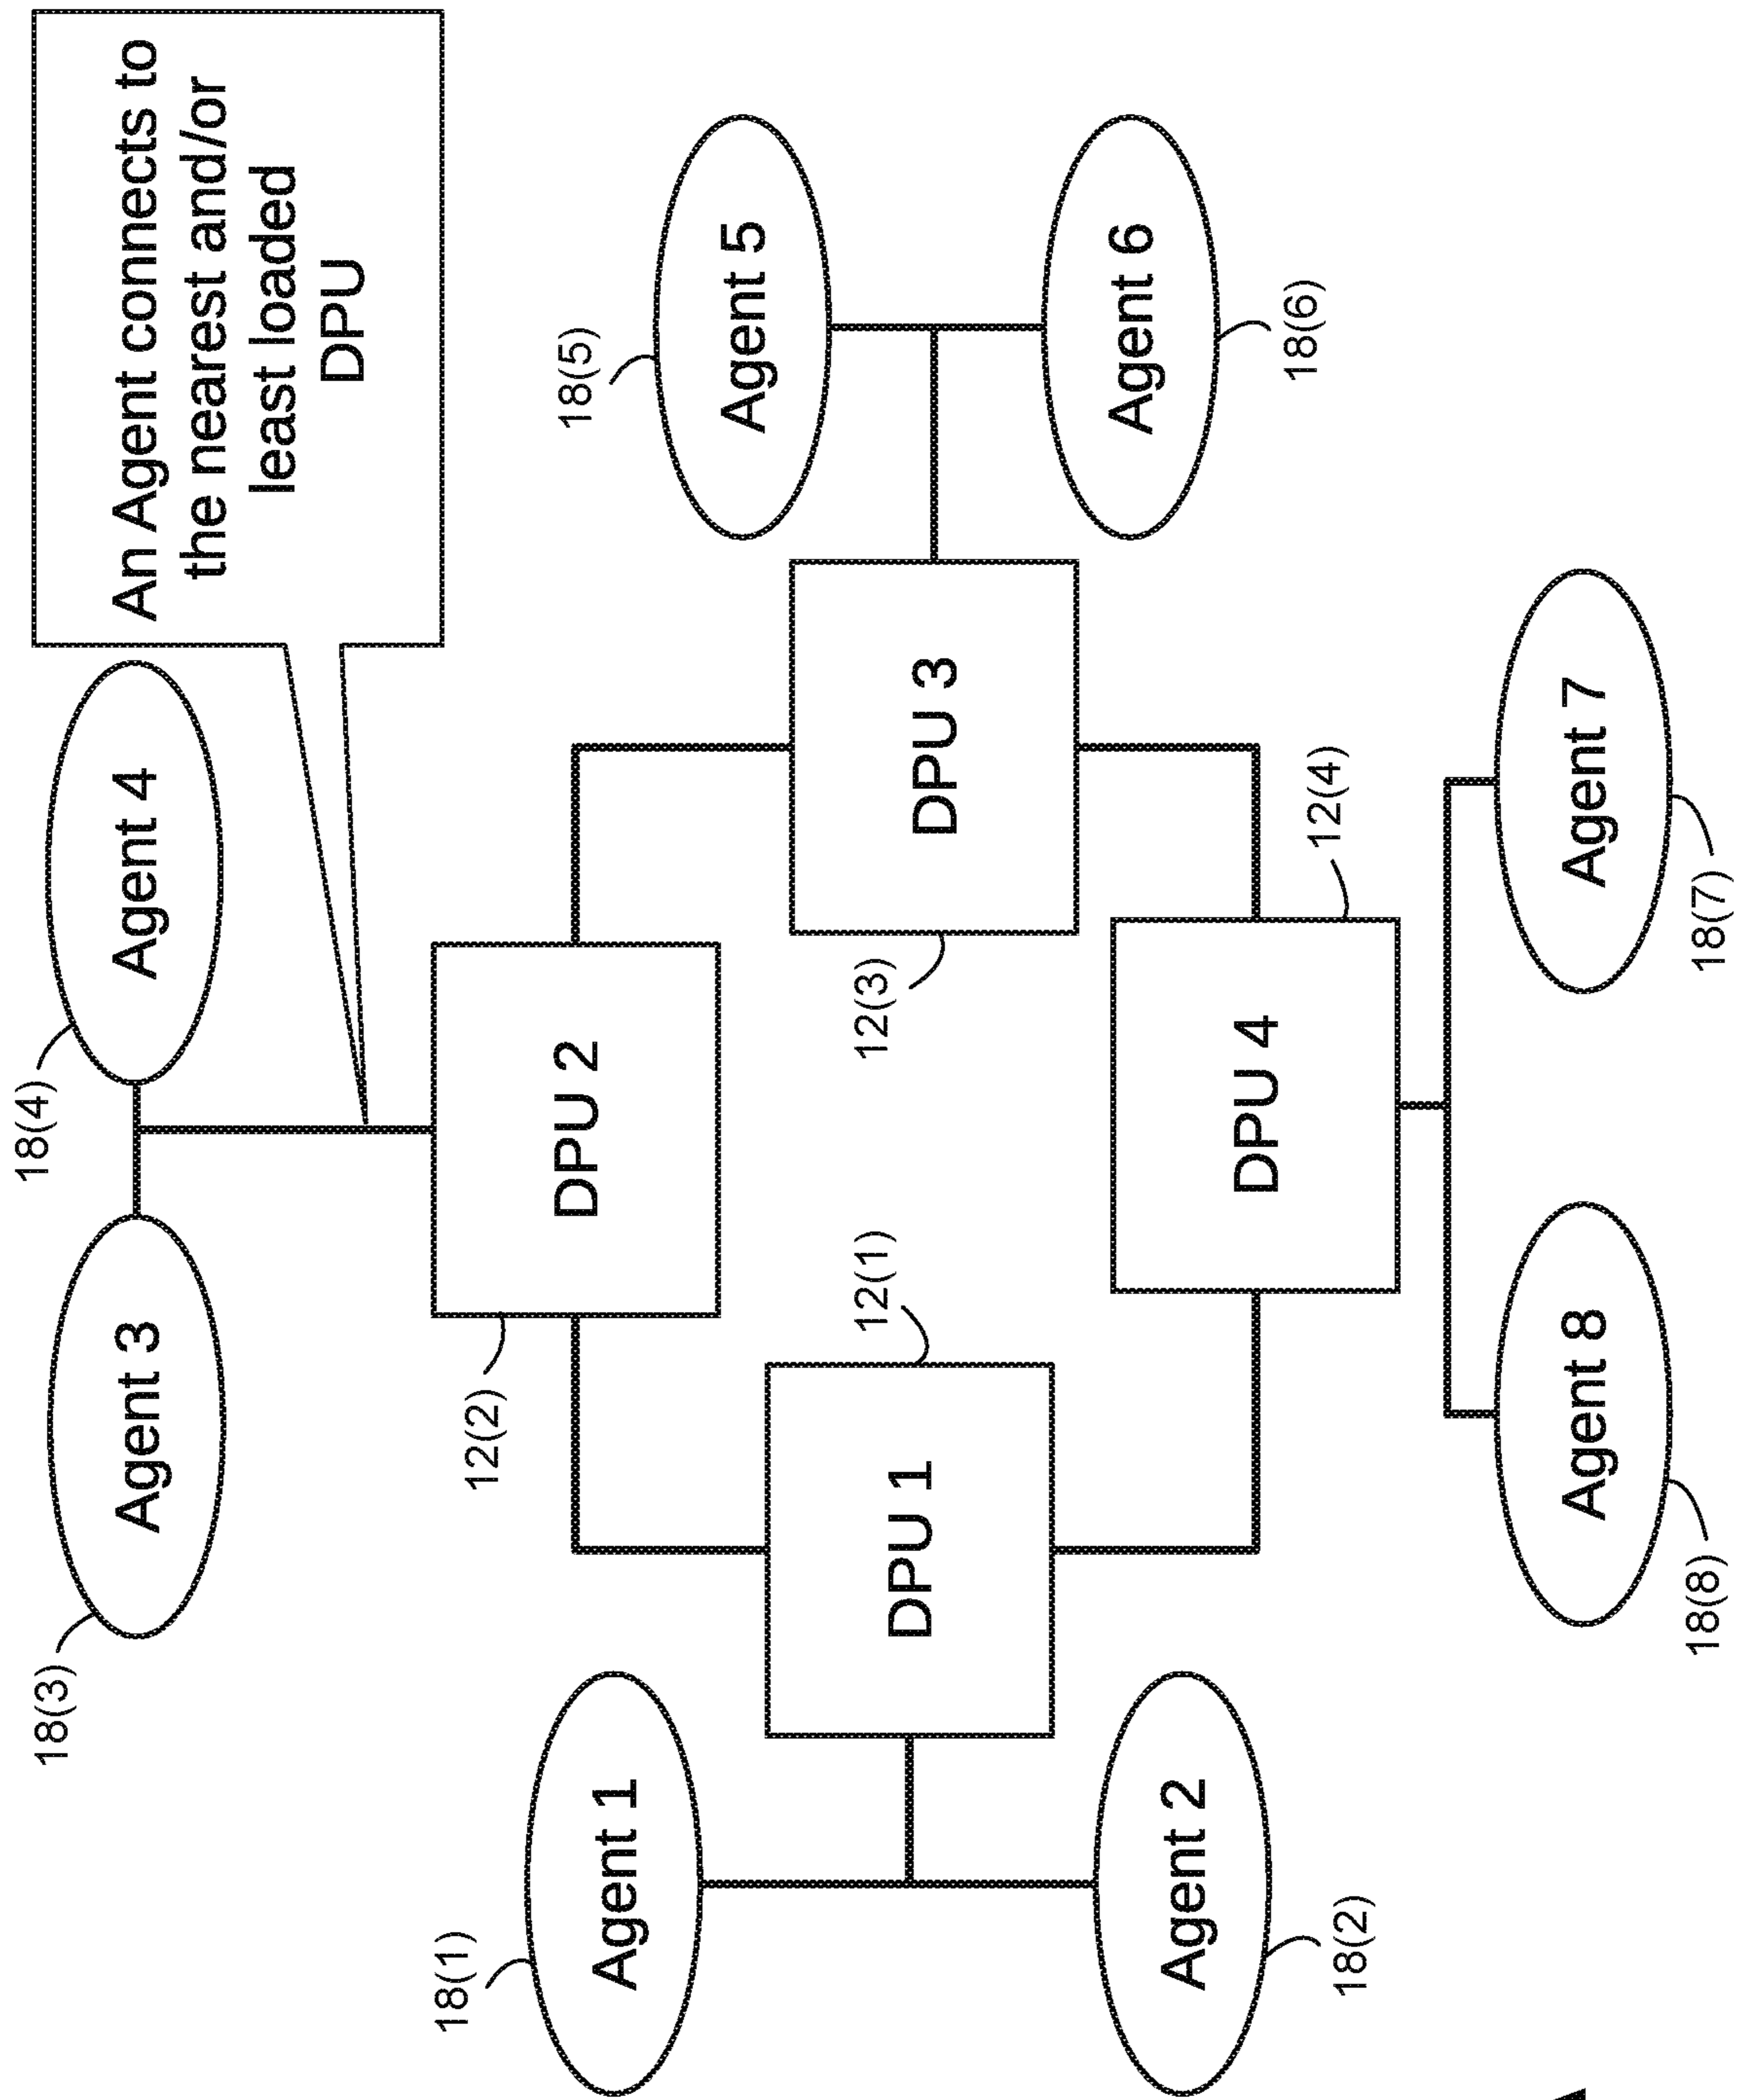 18(3)
18(4)
Agent 3
Agent 4
An Agent connects to
the nearest and/or
least loaded
DPU
18(1)
Agent 1
12(2)
DPU 2
18(5)
Agent 5
DPU 1
12(1)
12(3)
DPU 3
Agent 2
18(2)
DPU 4
12(4)
Agent 6
18(6)
Agent 8
18(8)
Agent 7
18(7)